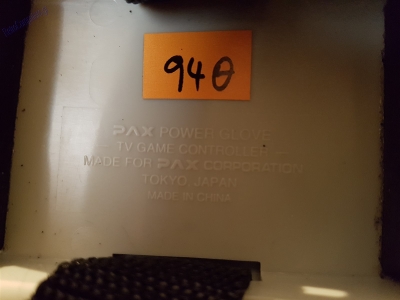 940
PAX POWER GLOVE
— TV GAME CONTROLLER —
MADE FOR PAX CORPORATION
TOKYO, JAPAN
MADE IN CHINA